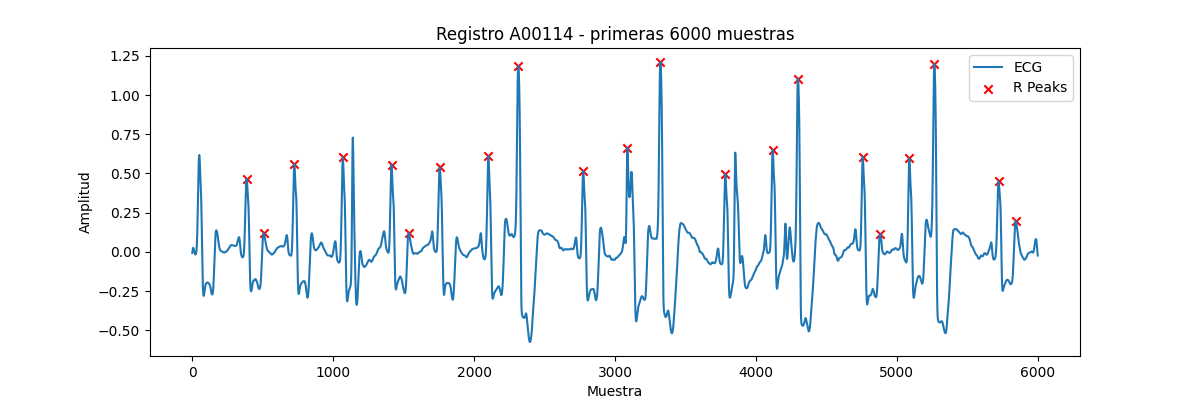 Registro A00114 - primeras 6000 muestras
1.25
1.00
0.75
0.50
0.25
0.00
−0.25
−0.50
Amplitud
ECG
R Peaks
0 1000 2000 3000 4000 5000 6000
Muestra